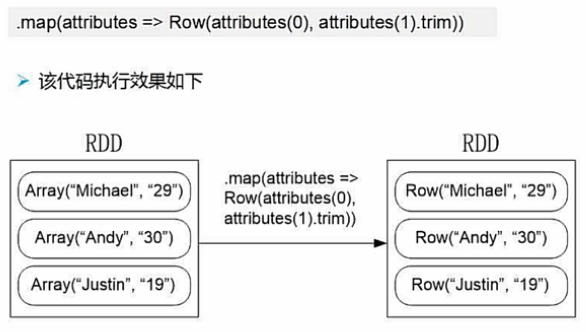 .map(attributes => Row(attributes(0), attributes(1).trim))
➢ 该代码执行效果如下
RDD
Array(“Michael”, “29”)
Array(“Andy”, “30”)
Array(“Justin”, “19”)
.map(attributes =>
Row(attributes(0),
attributes(1).trim))
RDD
Row(“Michael”, “29”)
Row(“Andy”, “30”)
Row(“Justin”, “19”)